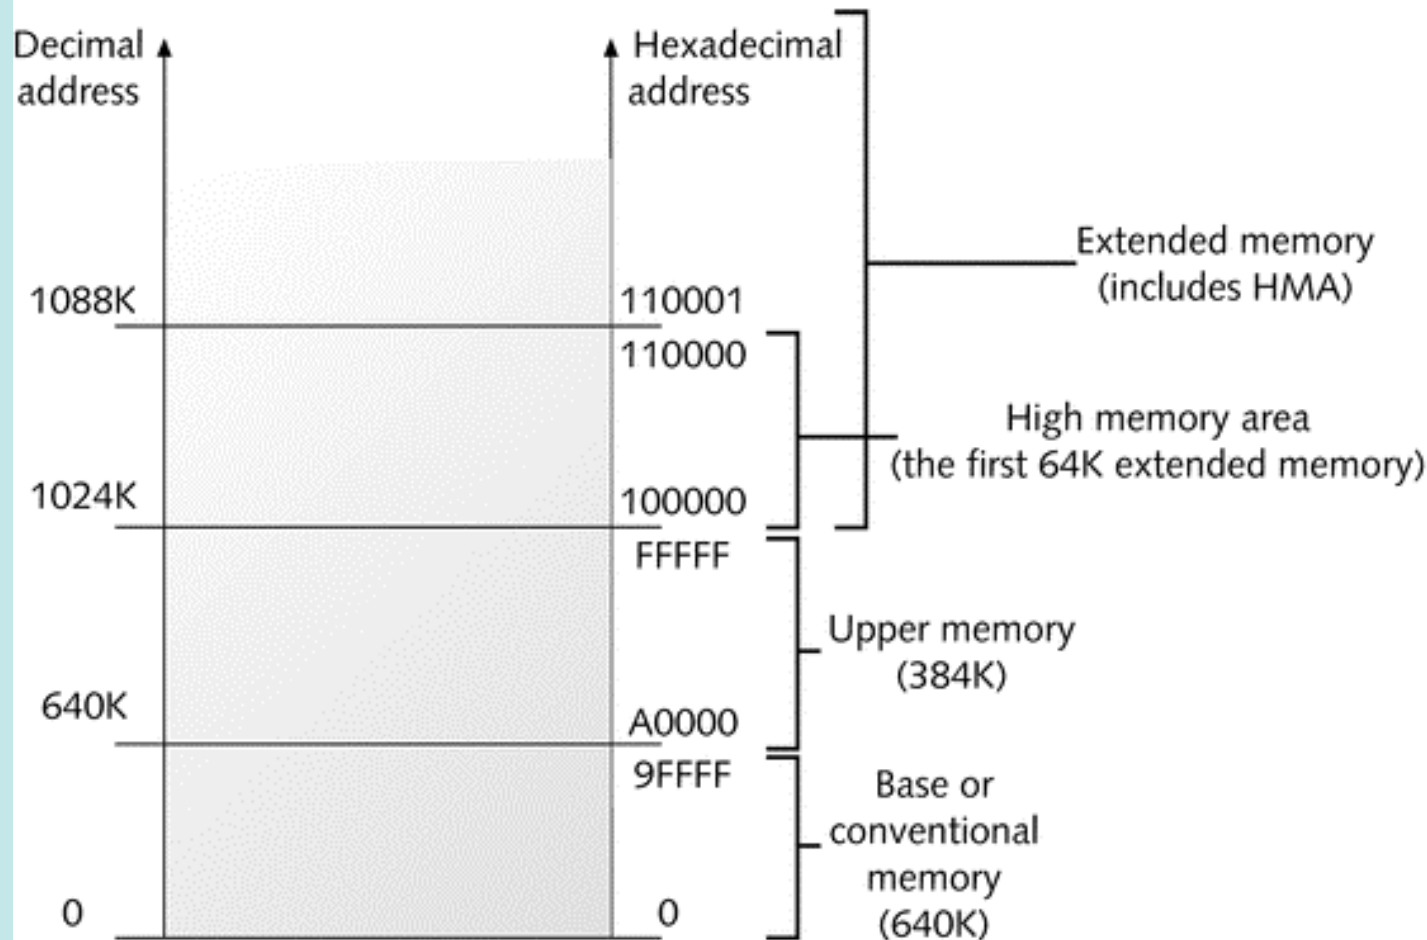 Decimal
address
Hexadecimal
address
Extended memory
(includes HMA)
1088K
110001
110000
High memory area
(the first 64K extended memory)
1024K
100000
FFFFF
Upper memory
(384K)
640K
A0000
9FFFF
Base or
conventional
memory
(640K)
0
0